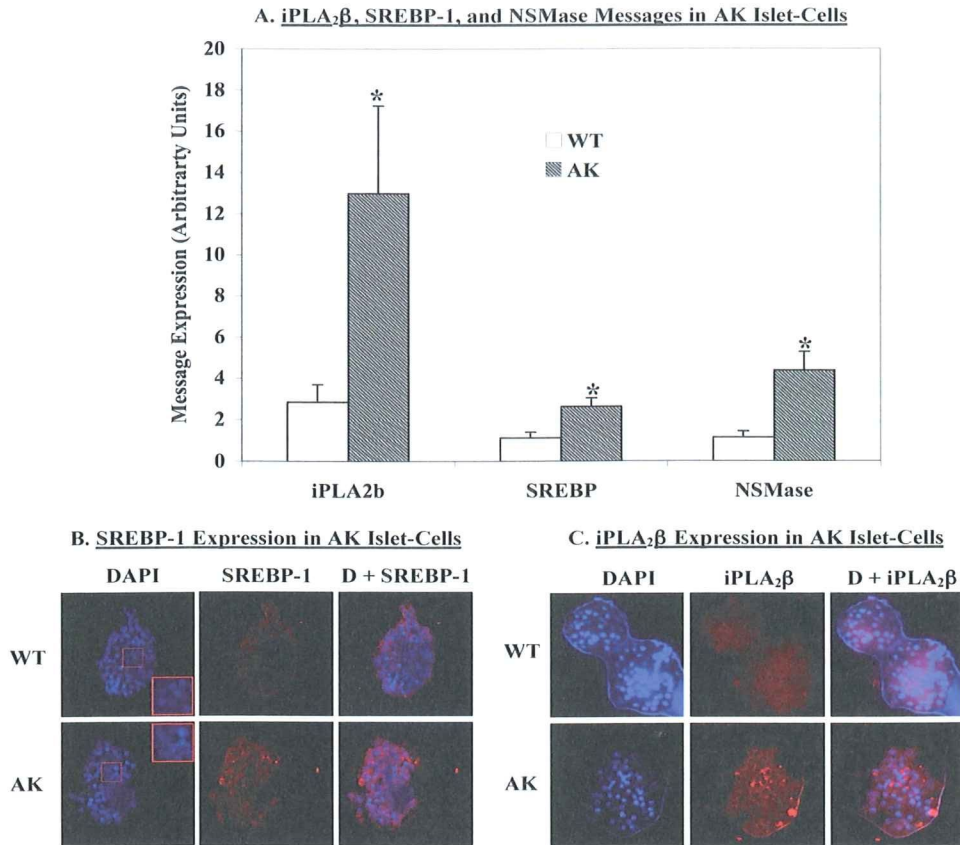 A. iPLA₂β, SREBP-1, and NSMase Messages in AK Islet-Cells
20
18
16
14
12
10
8
6
4
2
0
Message Expression (Arbitrarty Units)
*
*
*
WT
AK
iPLA2b
SREBP
NSMase
B. SREBP-1 Expression in AK Islet-Cells
DAPI
SREBP-1
D + SREBP-1
WT
AK
C. iPLA₂β Expression in AK Islet-Cells
DAPI
iPLA₂β
D + iPLA₂β
WT
AK